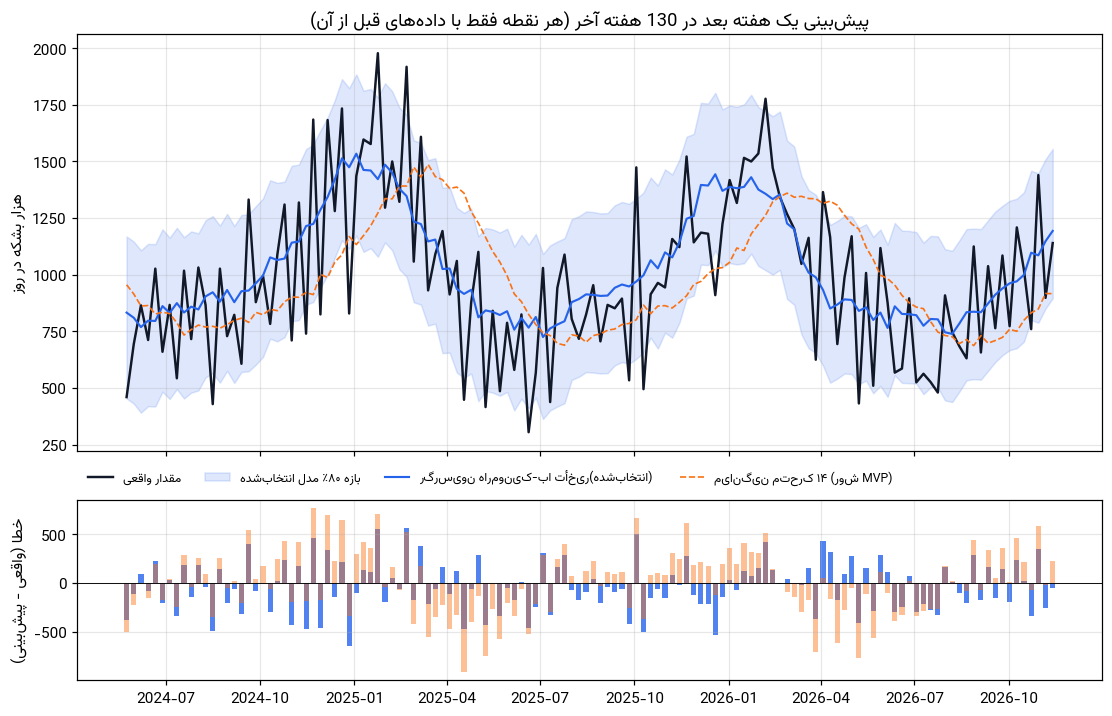 پیش‌بینی یک هفته بعد در 130 هفته آخر (هر نقطه فقط با داده‌های قبل از آن)
هزار بشکه در روز
2000
1750
1500
1250
1000
750
500
250
مقدار واقعی
بازه ۸۰٪ مدل انتخاب‌شده
رگرسیون هارمونیک-با تأخیر(انتخاب‌شده)
میانگین متحرک ۱۴ (روش MVP)
خطا (واقعی - پیش‌بینی)
500
0
-500
2024-07 2024-10 2025-01 2025-04 2025-07 2025-10 2026-01 2026-04 2026-07 2026-10